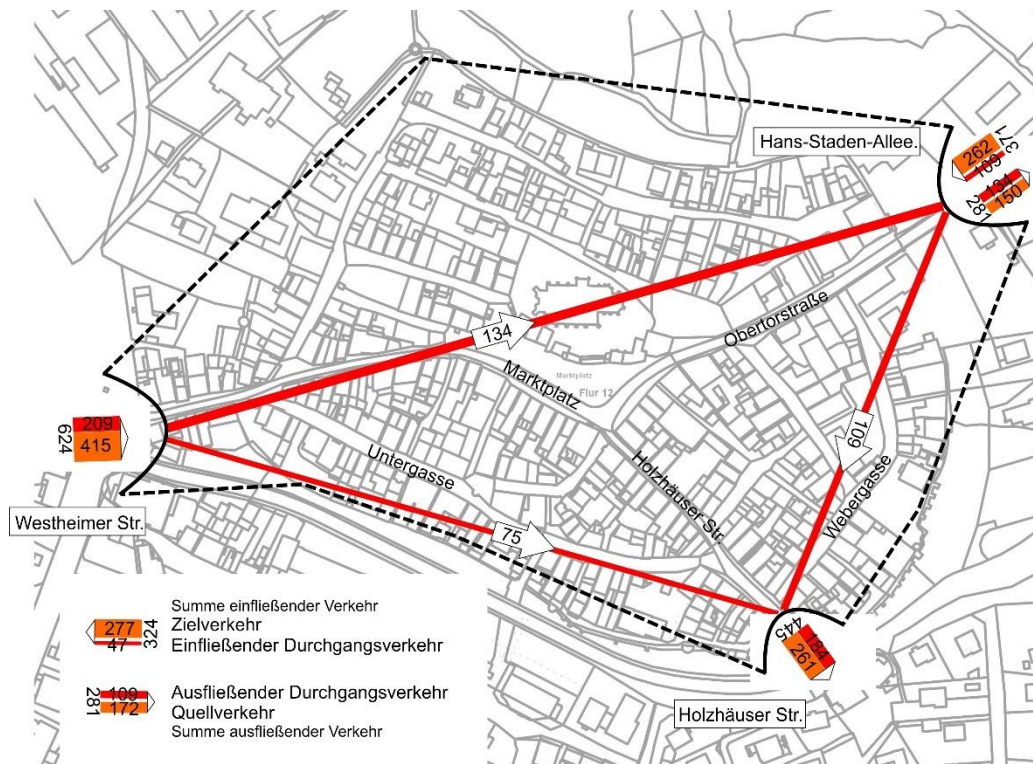 Hans-Staden-Allee.
371
262
109
134
150
281
134
Obertorstraße
Marktplatz
Marktplatz
Flur 12
209
415
624
Untergasse
Holzhäuser Str.
109
Webergasse
75
Westheimer Str.
445
184
261
Holzhäuser Str.
Summe einfließender Verkehr
277 Zielverkehr
47 Einfließender Durchgangsverkehr
324
109 Ausfließender Durchgangsverkehr
172 Quellverkehr
281
Summe ausfließender Verkehr